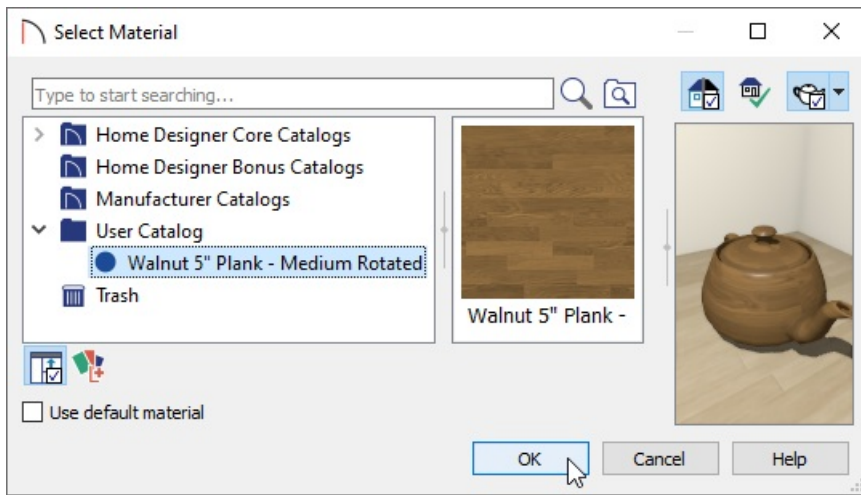 Select Material
Type to start searching...
Home Designer Core Catalogs
Home Designer Bonus Catalogs
Manufacturer Catalogs
User Catalog
Walnut 5" Plank - Medium Rotated
Trash
Walnut 5" Plank -
Use default material
OK
Cancel
Help